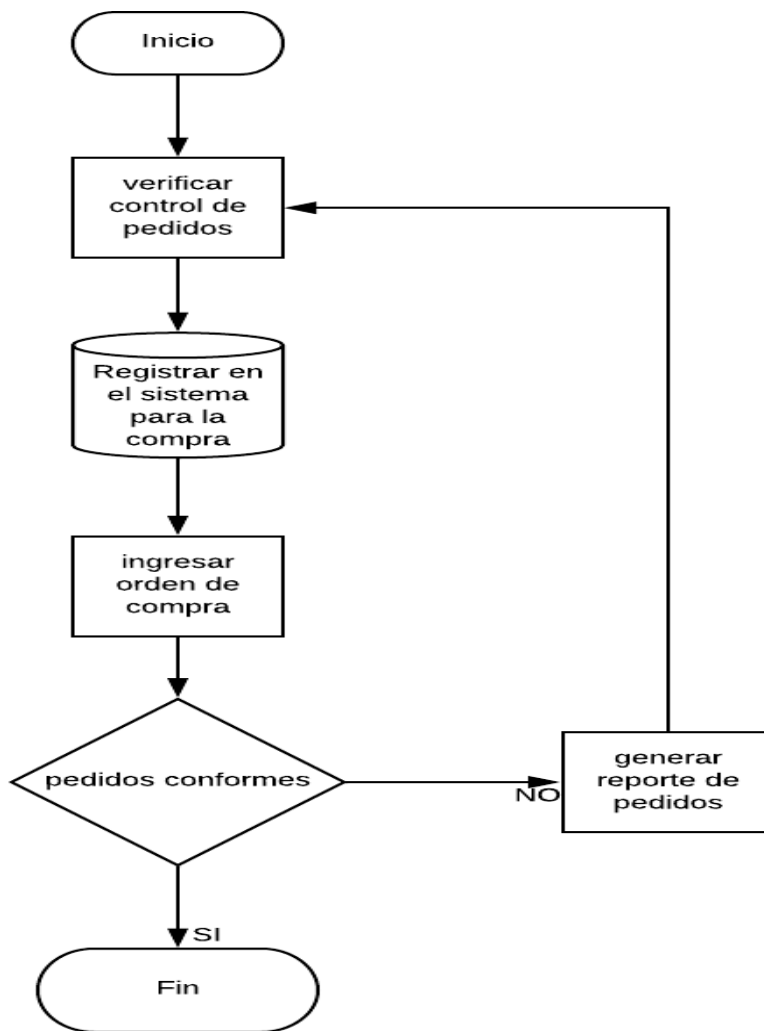 Inicio
verificar
control de
pedidos
Registrar en
el sistema
para la
compra
ingresar
orden de
compra
pedidos conformes
NO
generar
reporte de
pedidos
SI
Fin